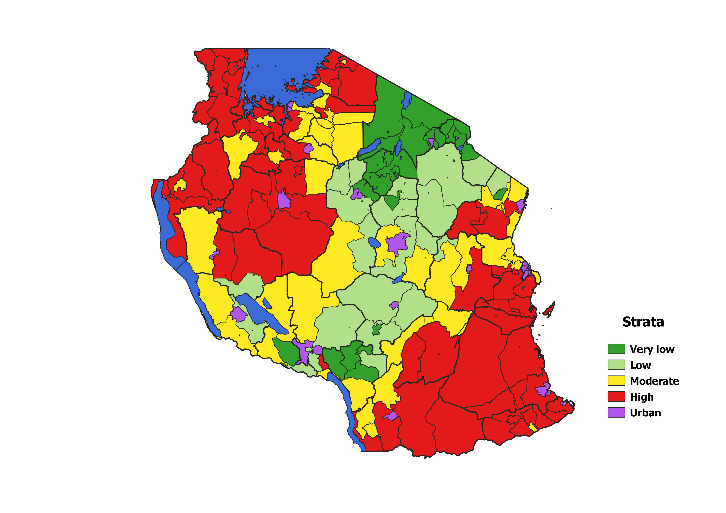 Strata
Very low
Low
Moderate
High
Urban